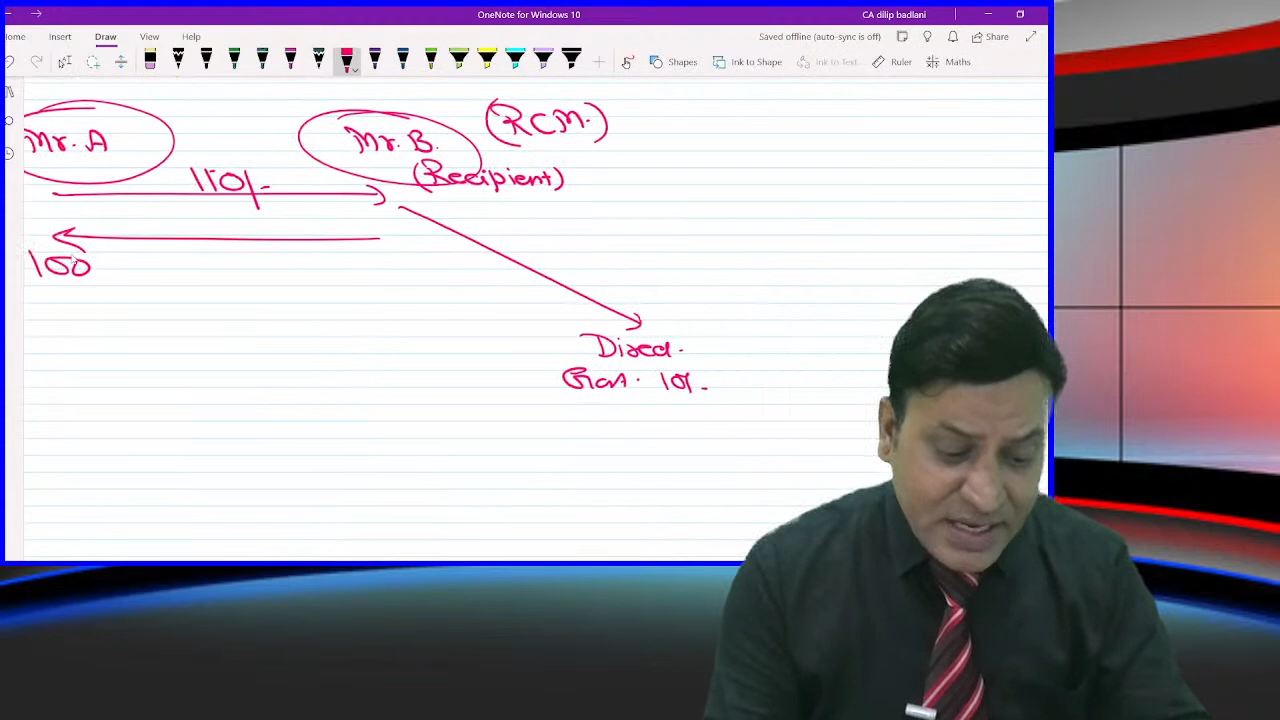 OneNote for Windows 10
CA dilip badlani
Home Insert Draw View Help
Saved offline (auto-sync is off)
Share
Shapes
Ink to Shape
Ink to Text
Ruler
Maths
Mr. A
Mr. B.
(RCM.)
(Recipient)
110/-
100
Direct.
Govt. 10/-